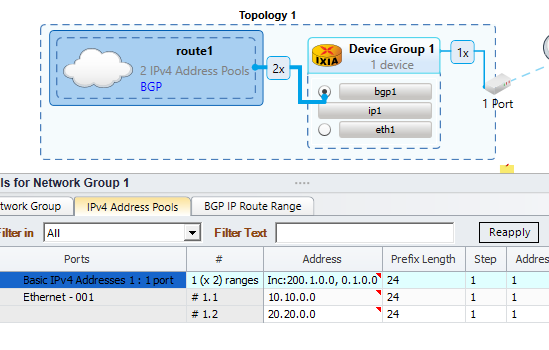 Topology 1
route1
2 IPv4 Address Pools
BGP
2x
IXIA
Device Group 1
1 device
1x
bgp1
ip1
eth1
1 Port
ls for Network Group 1
twork Group
IPv4 Address Pools
BGP IP Route Range
Filter in
All
Filter Text
Reapply
Ports # Address Prefix Length Step Addres
Basic IPv4 Addresses 1 : 1 port 1 (x 2) ranges Inc:200.1.0.0, 0.1.0.0 24 1 1
Ethernet - 001 # 1.1 10.10.0.0 24 1 1
# 1.2 20.20.0.0 24 1 1